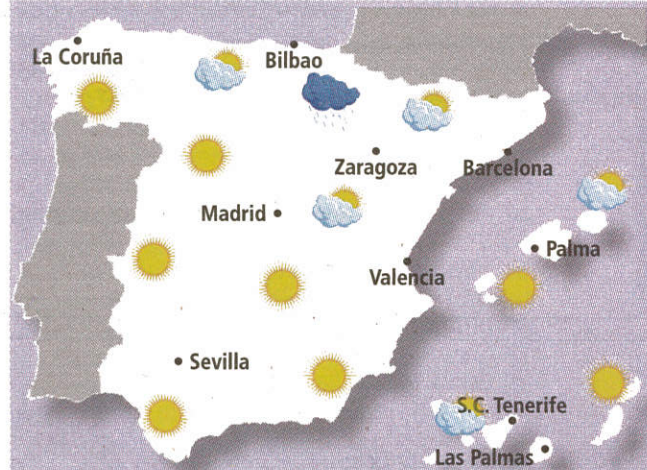 La Coruña
Bilbao
Zaragoza
Barcelona
Madrid
Palma
Valencia
Sevilla
S.C. Tenerife
Las Palmas